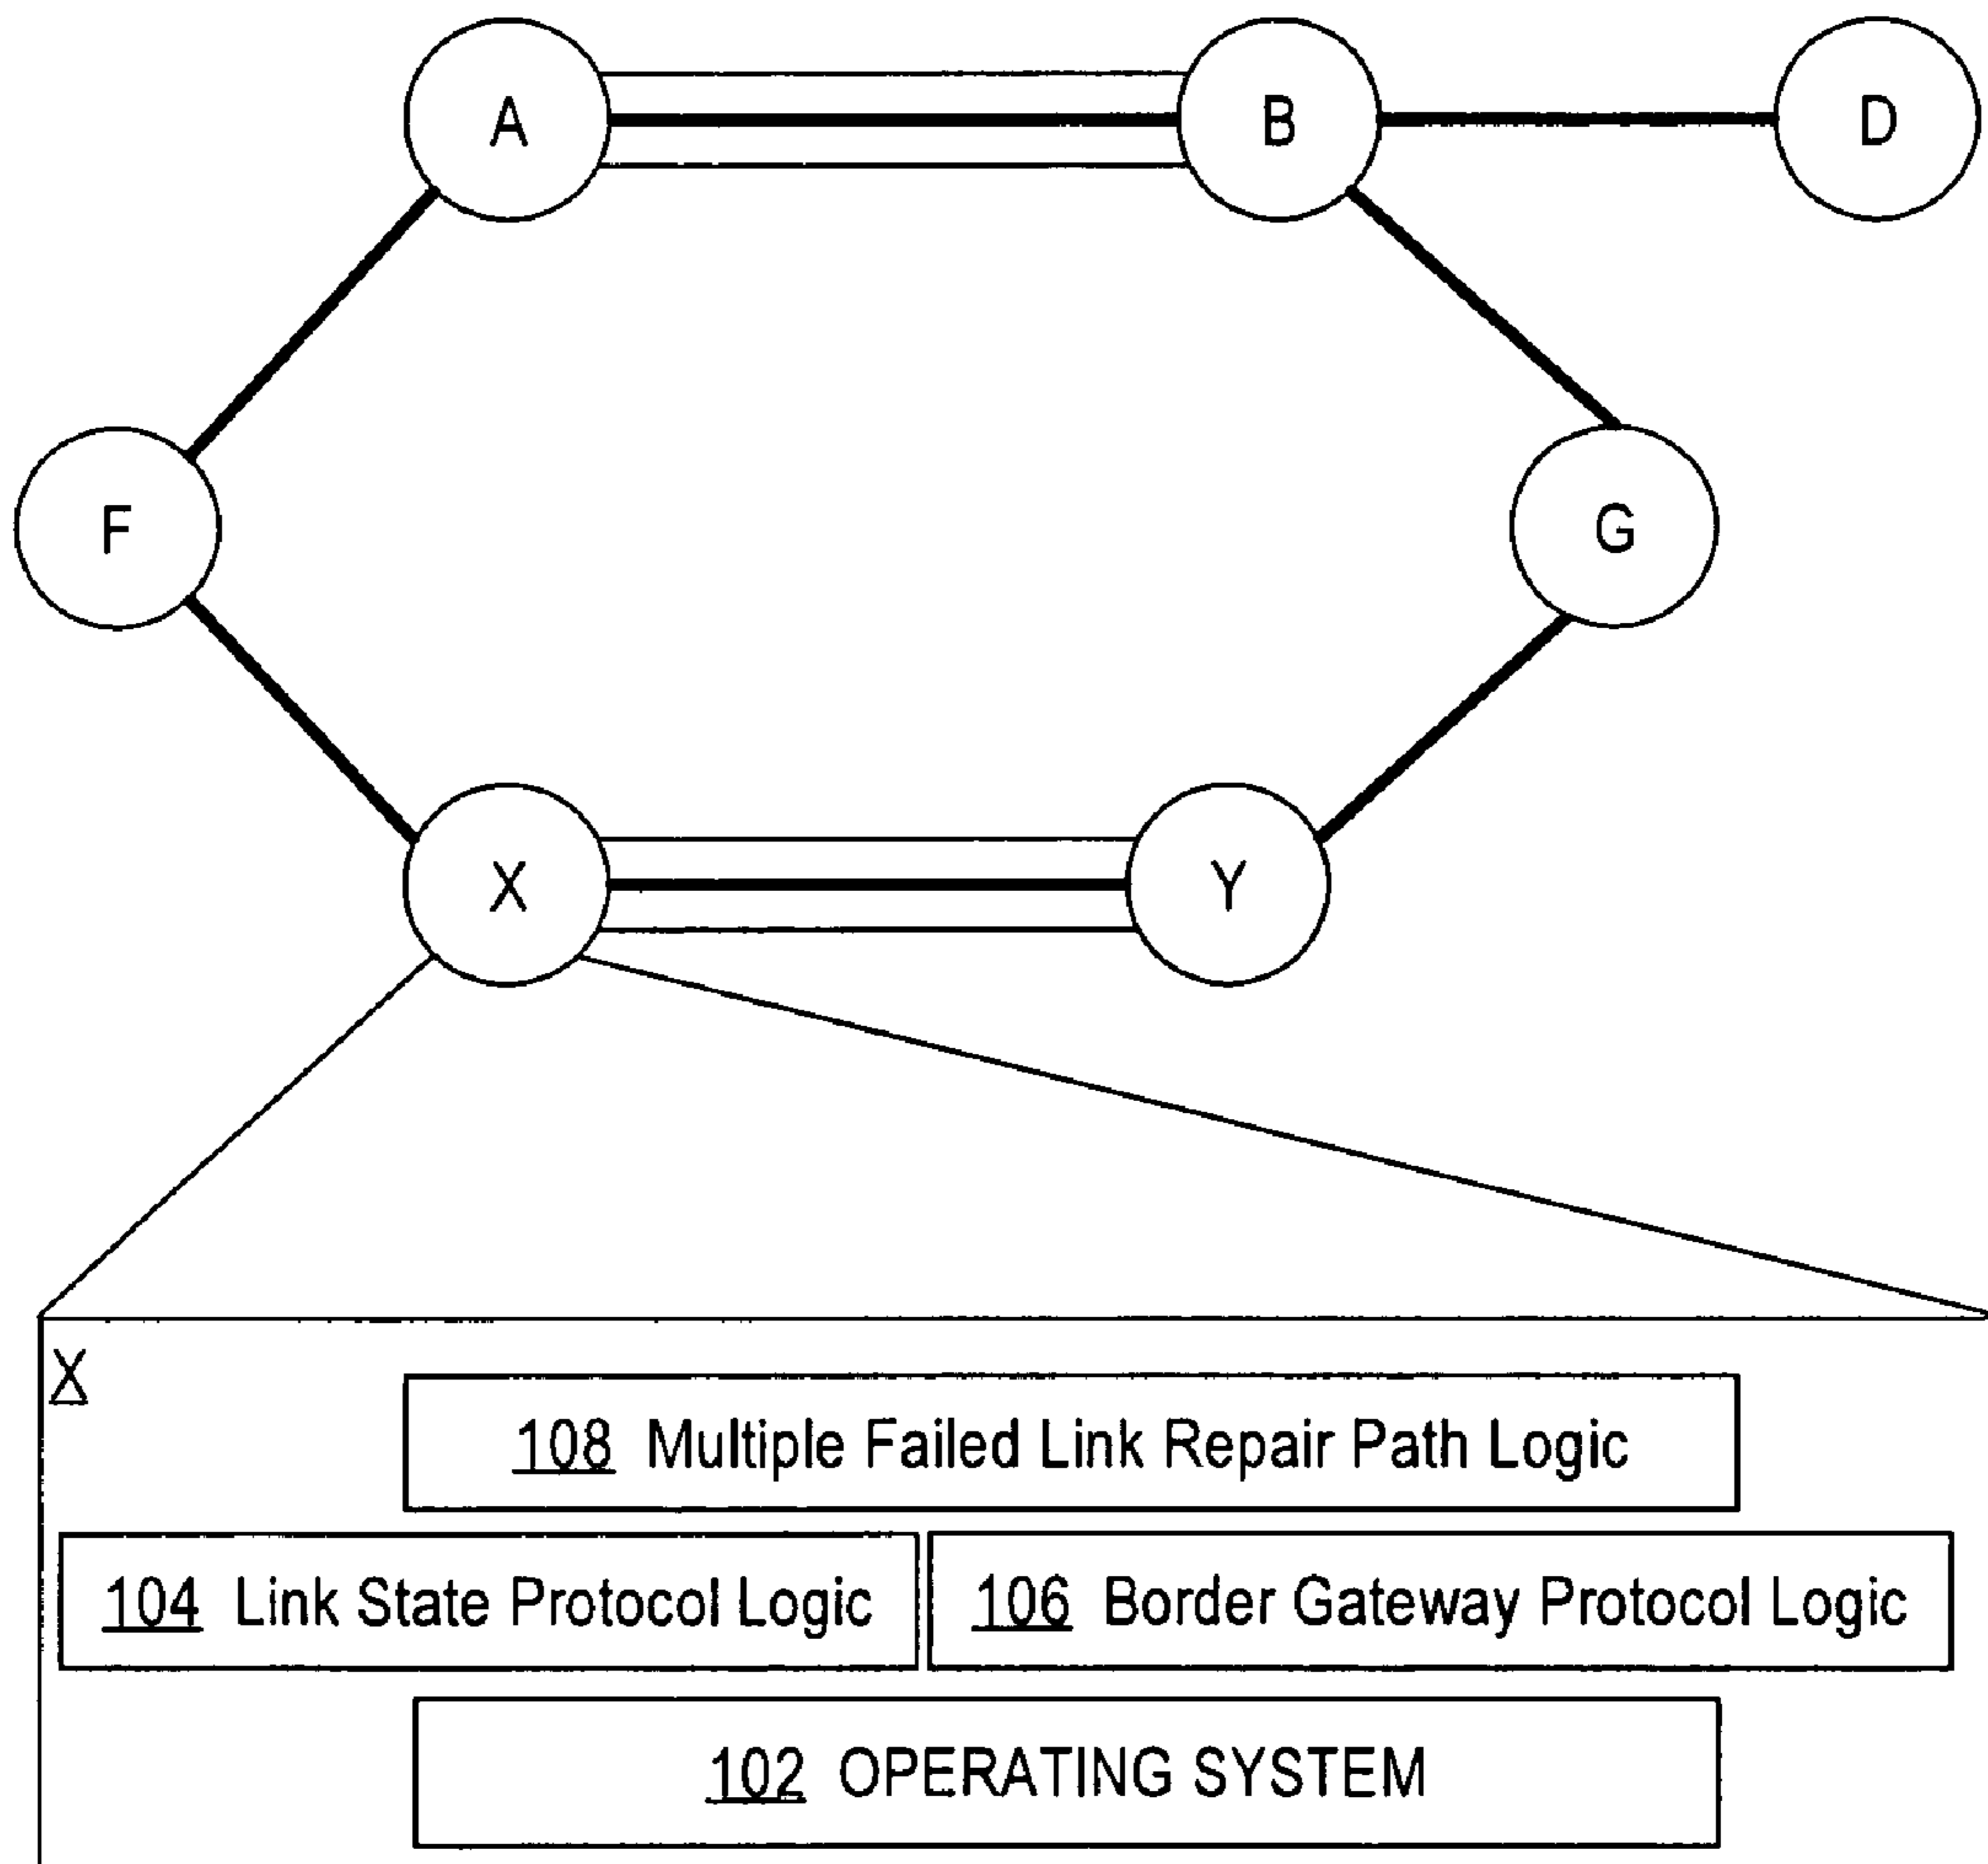 A
B
D
F
G
X
Y
X
108 Multiple Failed Link Repair Path Logic
104 Link State Protocol Logic
106 Border Gateway Protocol Logic
102 OPERATING SYSTEM